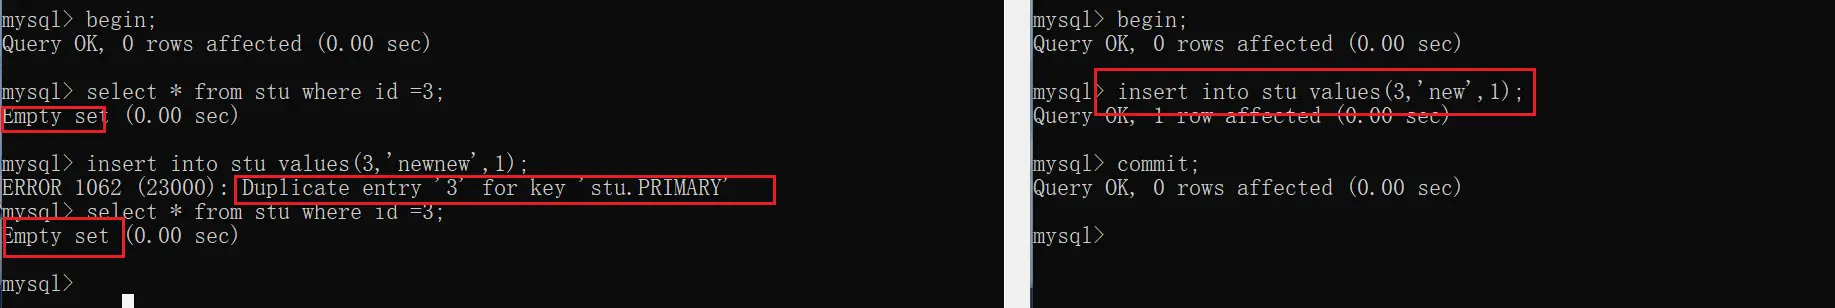 mysql> begin;
Query OK, 0 rows affected (0.00 sec)
mysql> select * from stu where id =3;
Empty set (0.00 sec)
mysql> insert into stu values(3,'newnew',1);
ERROR 1062 (23000): Duplicate entry '3' for key 'stu.PRIMARY'
mysql> select * from stu where id =3;
Empty set (0.00 sec)
mysql>
mysql> begin;
Query OK, 0 rows affected (0.00 sec)
mysql> insert into stu values(3,'new',1);
Query OK, 1 row affected (0.00 sec)
mysql> commit;
Query OK, 0 rows affected (0.00 sec)
mysql>